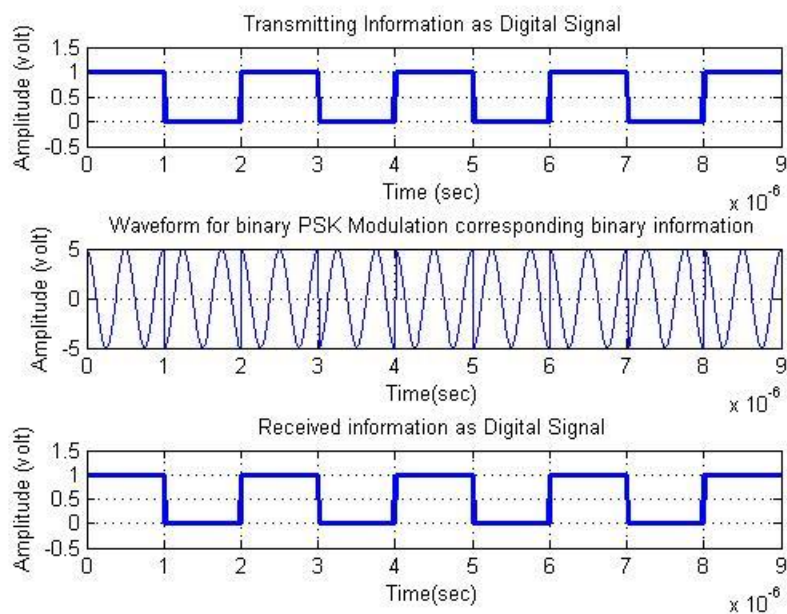 Transmitting Information as Digital Signal
Amplitude (volt)
1.5
1
0.5
0
-0.5
0 1 2 3 4 5 6 7 8 9
Time (sec)
x 10^-6
Waveform for binary PSK Modulation corresponding binary information
Amplitude (volt)
5
0
-5
0 1 2 3 4 5 6 7 8 9
Time(sec)
x 10^-6
Received information as Digital Signal
Amplitude (volt)
1.5
1
0.5
0
-0.5
0 1 2 3 4 5 6 7 8 9
Time(sec)
x 10^-6